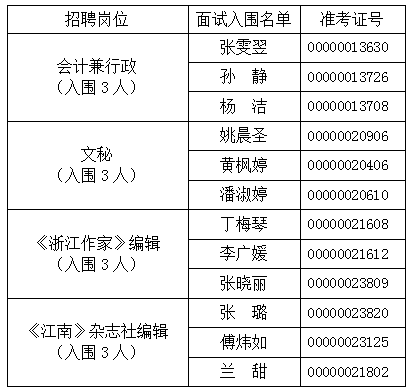 招聘岗位 面试入围名单 准考证号
会计兼行政
（入围 3 人）
张雯翌 00000013630
孙　静 00000013726
杨　洁 00000013708
文秘
（入围 3 人）
姚晨圣 00000020906
黄枫婷 00000020406
潘淑婷 00000020610
《浙江作家》编辑
（入围 3 人）
丁梅琴 00000021608
李广媛 00000021612
张晓丽 00000023809
《江南》杂志社编辑
（入围 3 人）
张　璐 00000023820
傅炜如 00000023125
兰　甜 00000021802